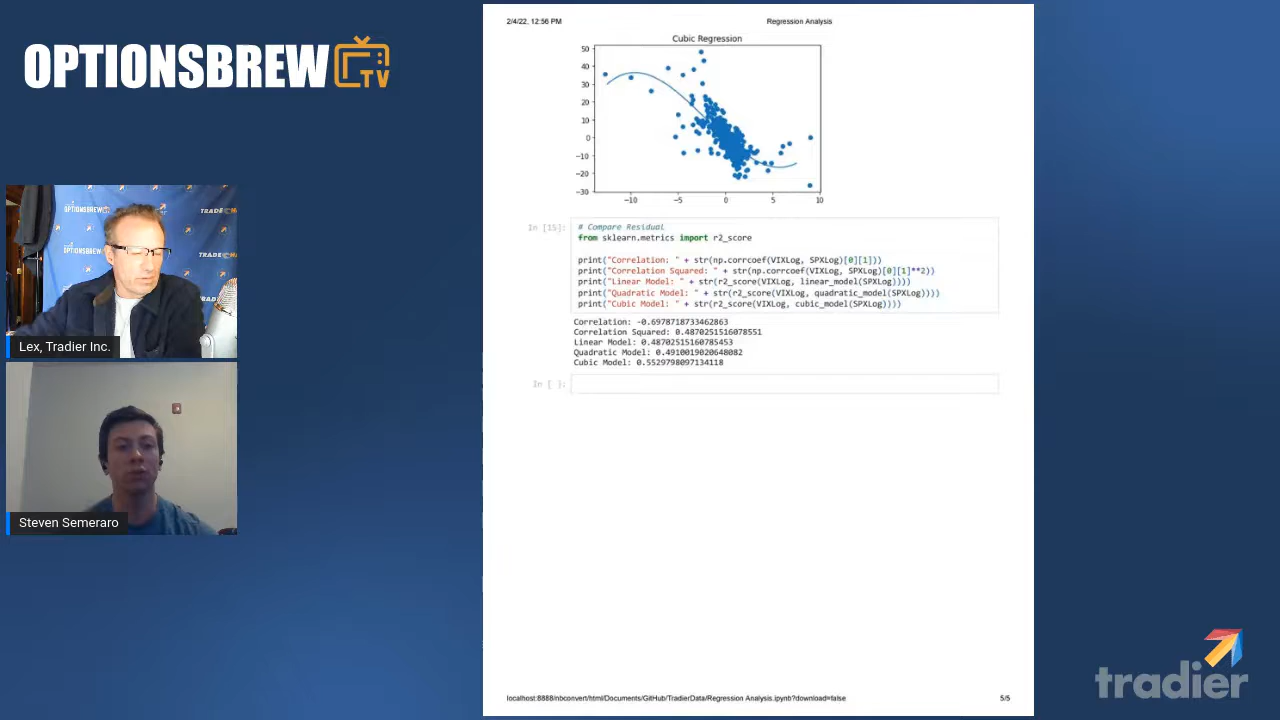 OPTIONSBREW TV
Lex, Tradier Inc.
Steven Semeraro
2/4/22, 12:56 PM
Regression Analysis
Cubic Regression
50
40
30
20
10
0
−10
−20
−30
−10 −5 0 5 10
In [15]:
# Compare Residual
from sklearn.metrics import r2_score
print("Correlation: " + str(np.corrcoef(VIXLog, SPXLog)[0][1]))
print("Correlation Squared: " + str(np.corrcoef(VIXLog, SPXLog)[0][1]**2))
print("Linear Model: " + str(r2_score(VIXLog, linear_model(SPXLog))))
print("Quadratic Model: " + str(r2_score(VIXLog, quadratic_model(SPXLog))))
print("Cubic Model: " + str(r2_score(VIXLog, cubic_model(SPXLog))))
Correlation: -0.6978718733462863
Correlation Squared: 0.4870251516078551
Linear Model: 0.48702515160785453
Quadratic Model: 0.4910019020648082
Cubic Model: 0.5529798097134118
In [ ]:
localhost:8888/nbconvert/html/Documents/GitHub/TradierData/Regression Analysis.ipynb?download=false
5/5
tradier